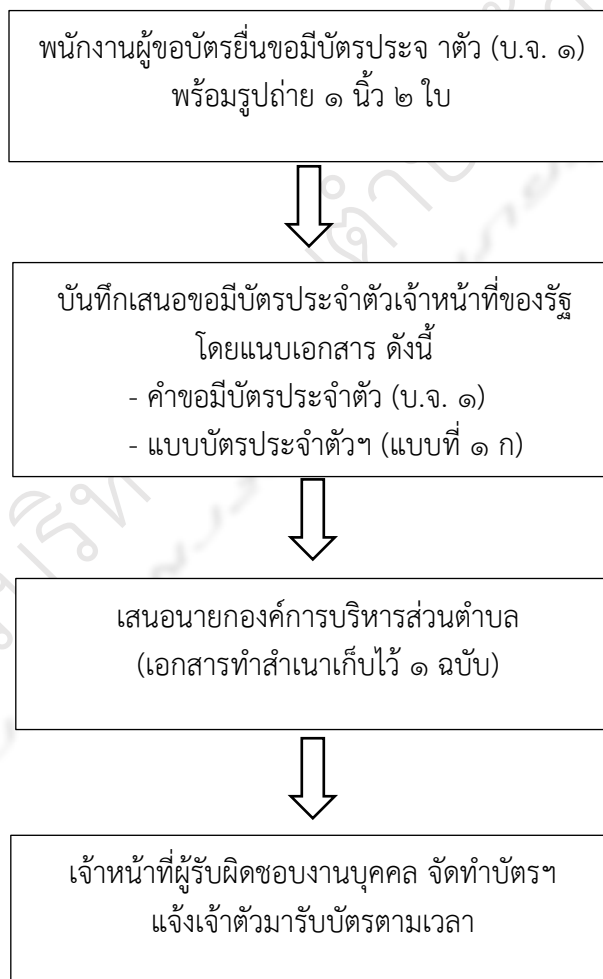 พนักงานผู้ขอบัตรยื่นขอมีบัตรประจ าตัว (บ.จ. ๑)
พร้อมรูปถ่าย ๑ นิ้ว ๒ ใบ
บันทึกเสนอขอมีบัตรประจำตัวเจ้าหน้าที่ของรัฐ
โดยแนบเอกสาร ดังนี้
- คำขอมีบัตรประจำตัว (บ.จ. ๑)
- แบบบัตรประจำตัวฯ (แบบที่ ๑ ก)
เสนอนายกองค์การบริหารส่วนตำบล
(เอกสารทำสำเนาเก็บไว้ ๑ ฉบับ)
เจ้าหน้าที่ผู้รับผิดชอบงานบุคคล จัดทำบัตรฯ
แจ้งเจ้าตัวมารับบัตรตามเวลา